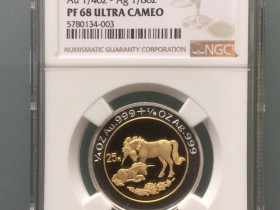 Au 1/4oz - Ag 1/8oz
PF 68 ULTRA CAMEO
5780134-003
NUMISMATIC GUARANTY CORPORATION
NGC
¼OZ Au.999+⅛OZ Ag.999
25元